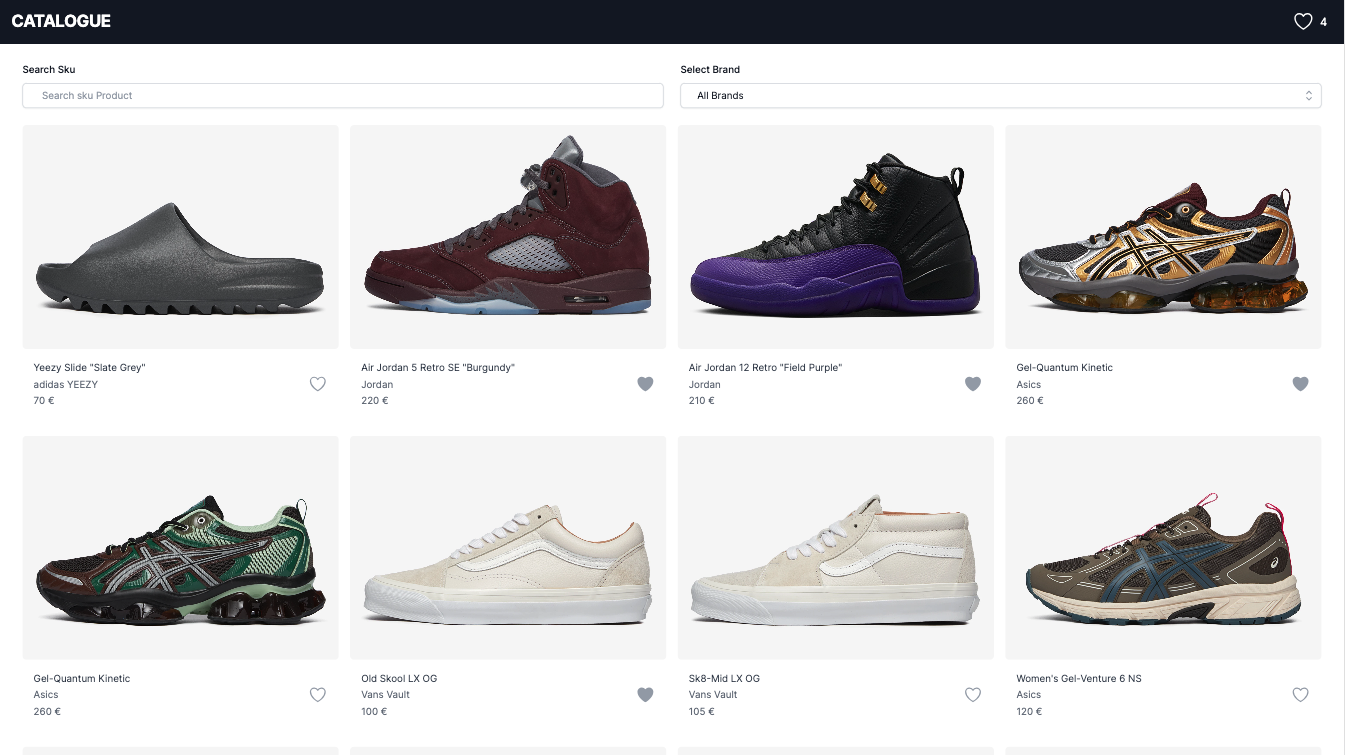 CATALOGUE
4
Search Sku
Select Brand
Search sku Product
All Brands
Yeezy Slide "Slate Grey"
adidas YEEZY
70 €
Air Jordan 5 Retro SE "Burgundy"
Jordan
220 €
Air Jordan 12 Retro "Field Purple"
Jordan
210 €
Gel-Quantum Kinetic
Asics
260 €
Gel-Quantum Kinetic
Asics
260 €
Old Skool LX OG
Vans Vault
100 €
Sk8-Mid LX OG
Vans Vault
105 €
Women's Gel-Venture 6 NS
Asics
120 €